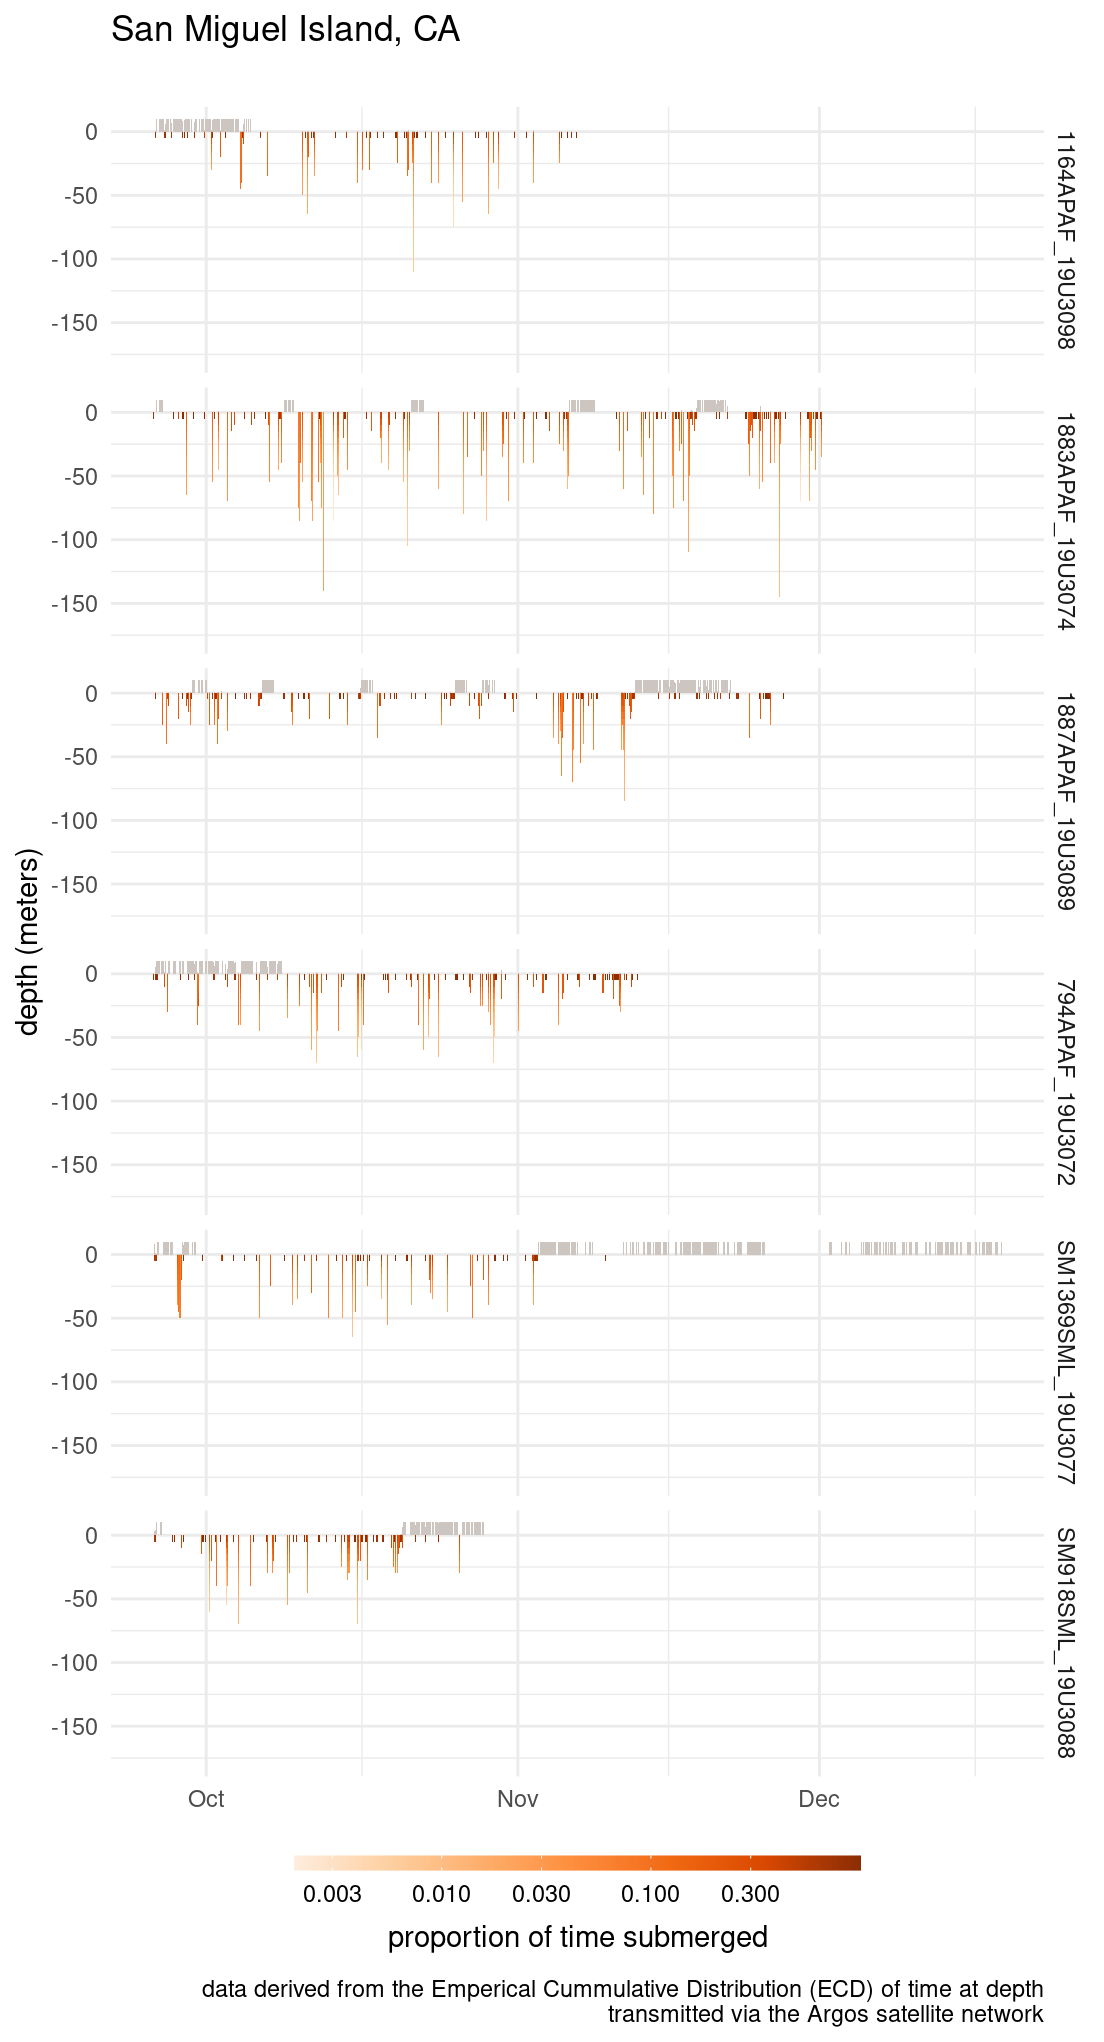 San Miguel Island, CA
0
-50
-100
-150
1164APAF_19U3098
0
-50
-100
-150
1883APAF_19U3074
0
-50
-100
-150
1887APAF_19U3089
depth (meters)
0
-50
-100
-150
794APAF_19U3072
0
-50
-100
-150
SM1369SML_19U3077
0
-50
-100
-150
SM918SML_19U3088
Oct Nov Dec
0.003 0.010 0.030 0.100 0.300
proportion of time submerged
data derived from the Emperical Cummulative Distribution (ECD) of time at depth
transmitted via the Argos satellite network